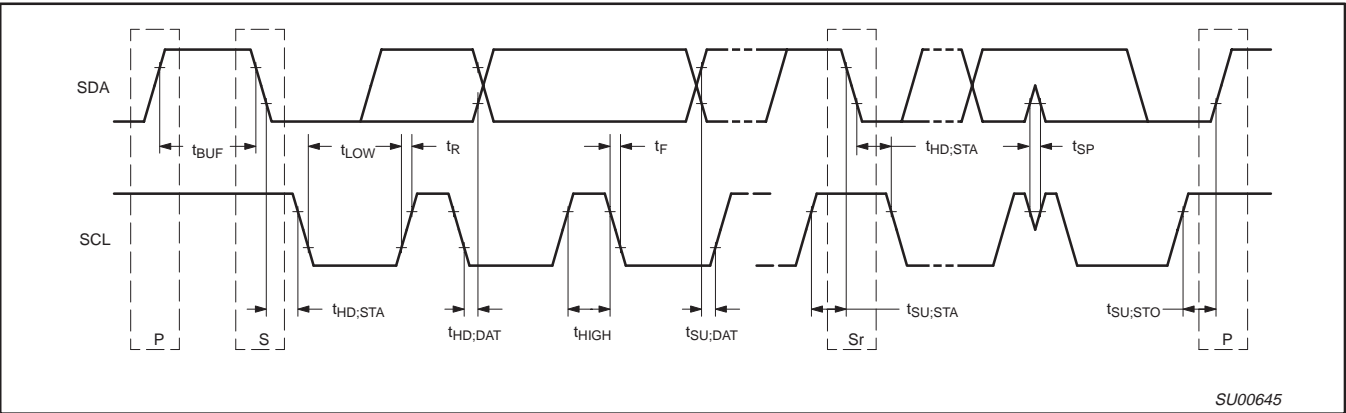 SDA
tBUF
tLOW
tR
tF
tHD;STA
tSP
SCL
tHD;STA
tHD;DAT
tHIGH
tSU;DAT
tSU;STA
tSU;STO
P
S
Sr
P
SU00645